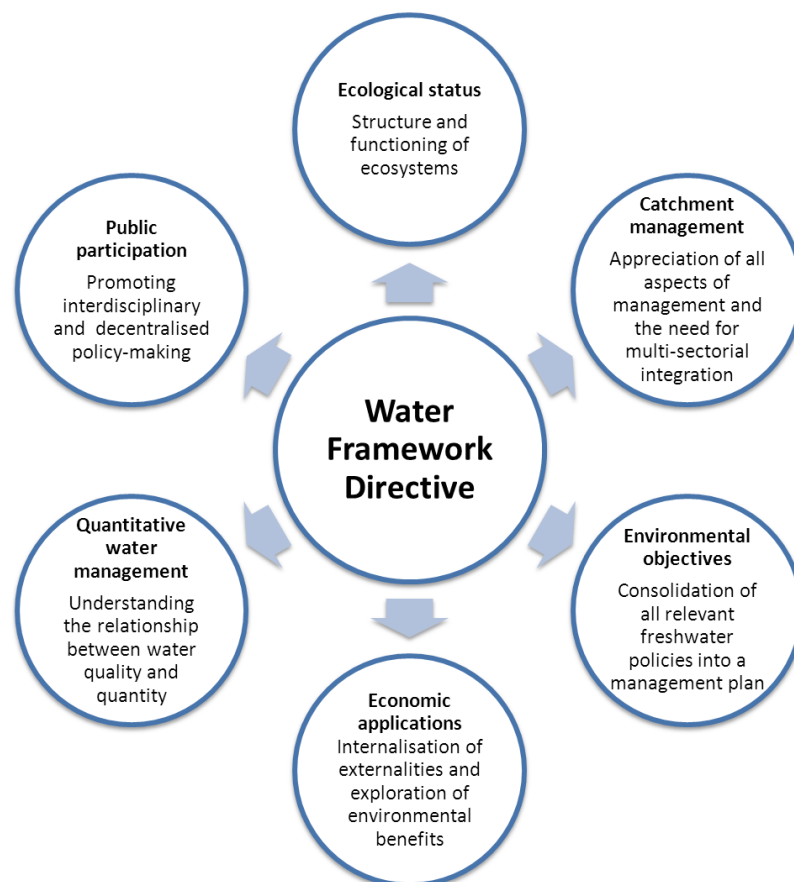 Ecological status
Structure and
functioning of
ecosystems
Catchment
management
Appreciation of all
aspects of
management and
the need for
multi-sectorial
integration
Environmental
objectives
Consolidation of
all relevant
freshwater
policies into a
management plan
Economic
applications
Internalisation of
externalities and
exploration of
environmental
benefits
Quantitative
water
management
Understanding
the relationship
between water
quality and
quantity
Public
participation
Promoting
interdisciplinary
and decentralised
policy-making
Water
Framework
Directive